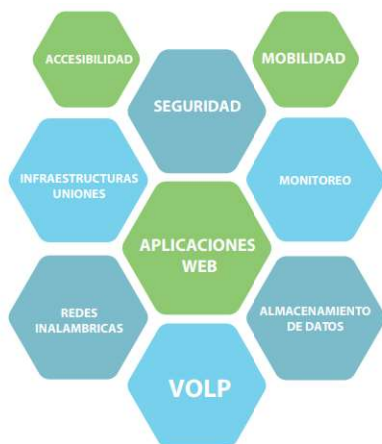 ACCESIBILIDAD
MOBILIDAD
SEGURIDAD
INFRAESTRUCTURAS
UNIONES
MONITOREO
APLICACIONES
WEB
REDES
INALAMBRICAS
ALMACENAMIENTO
DE DATOS
VOLP